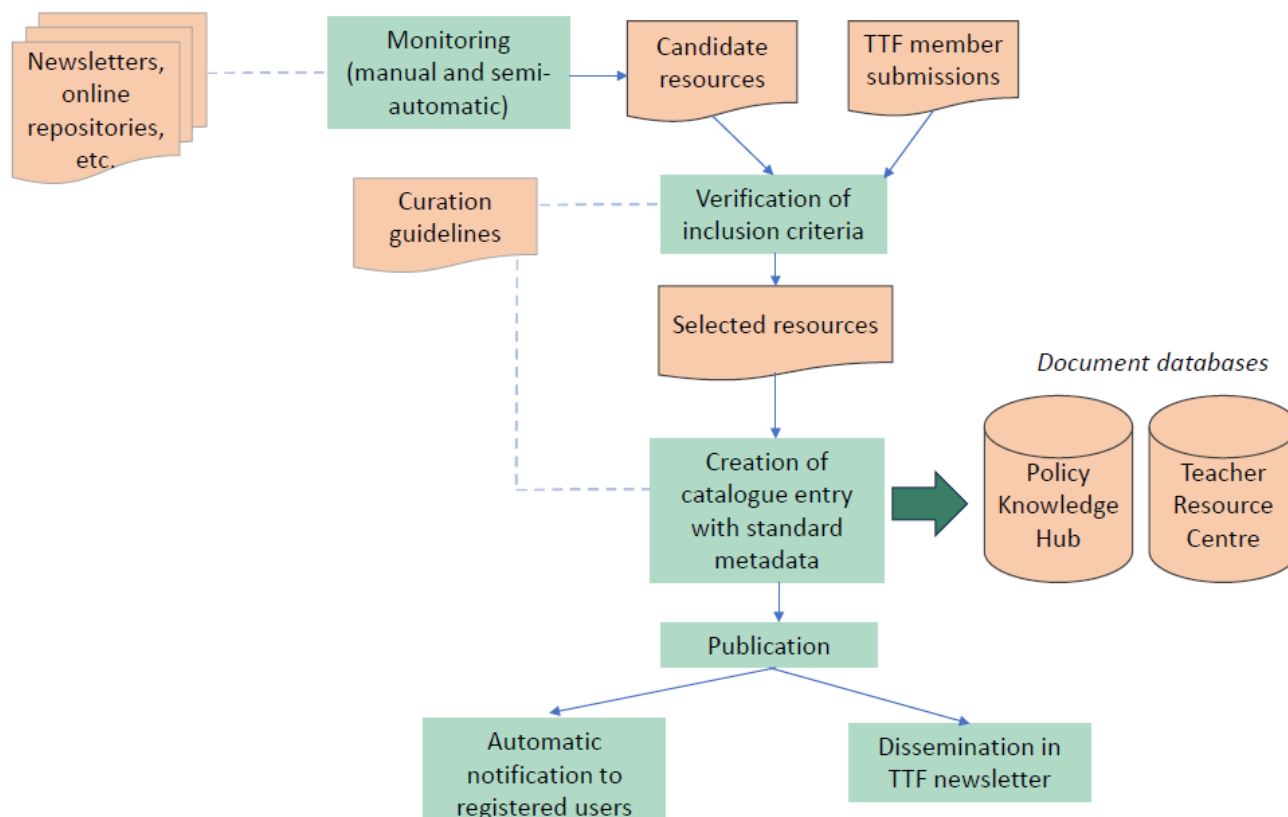 Newsletters,
online
repositories,
etc.
Monitoring
(manual and semi-
automatic)
Candidate
resources
TTF member
submissions
Curation
guidelines
Verification of
inclusion criteria
Selected resources
Document databases
Creation of
catalogue entry
with standard
metadata
Policy
Knowledge
Hub
Teacher
Resource
Centre
Publication
Automatic
notification to
registered users
Dissemination in
TTF newsletter